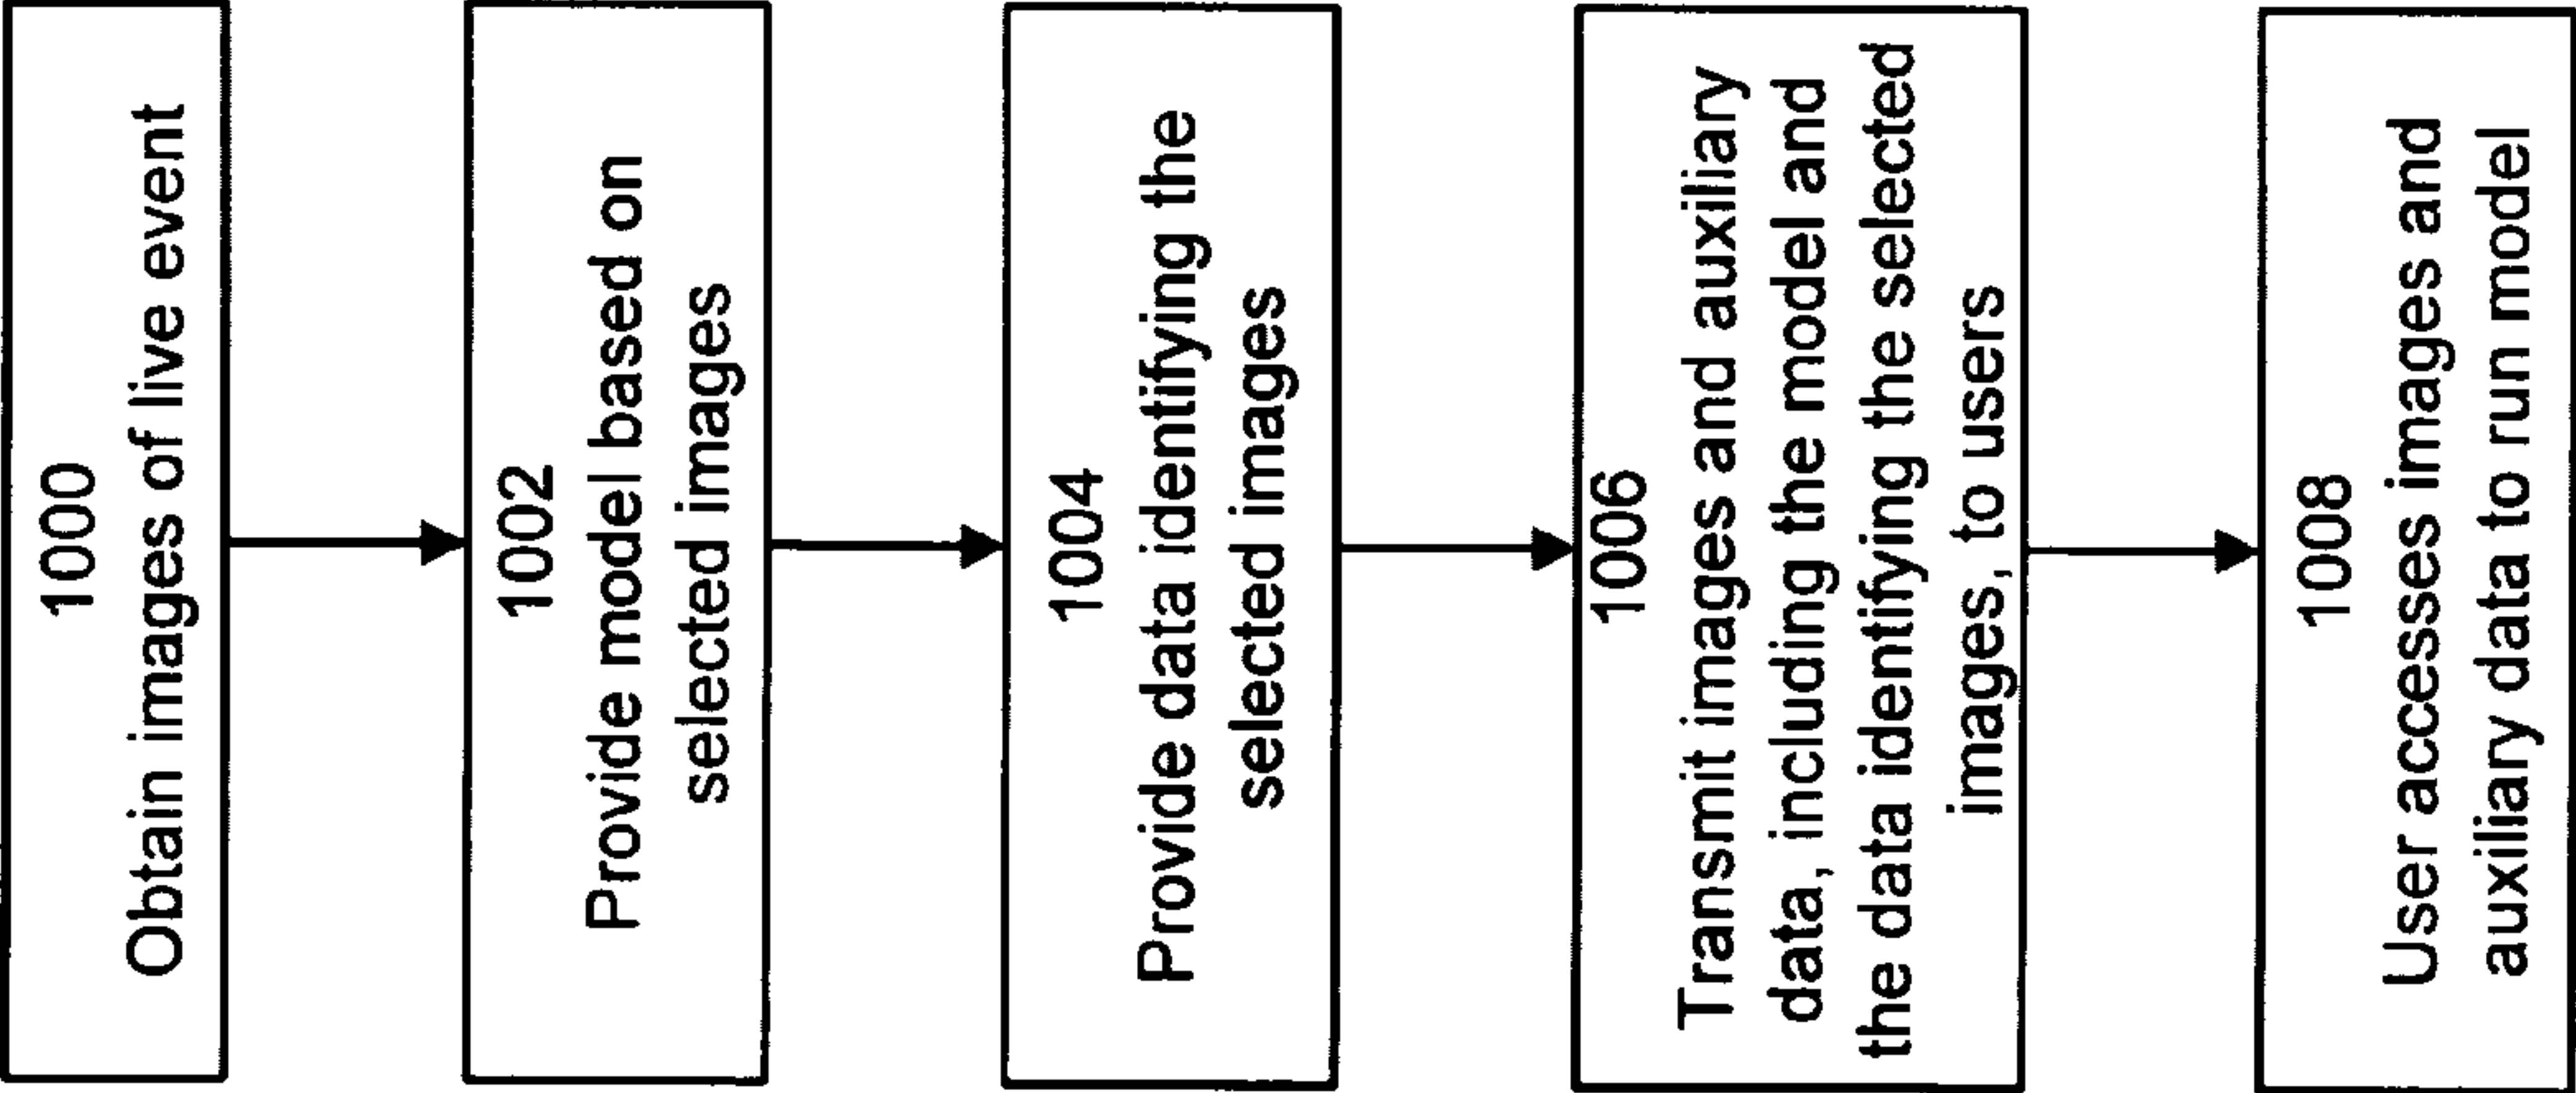 1000
Obtain images of live event
1002
Provide model based on
selected images
1004
Provide data identifying the
selected images
1006
Transmit images and auxiliary
data, including the model and
the data identifying the selected
images, to users
1008
User accesses images and
auxiliary data to run model